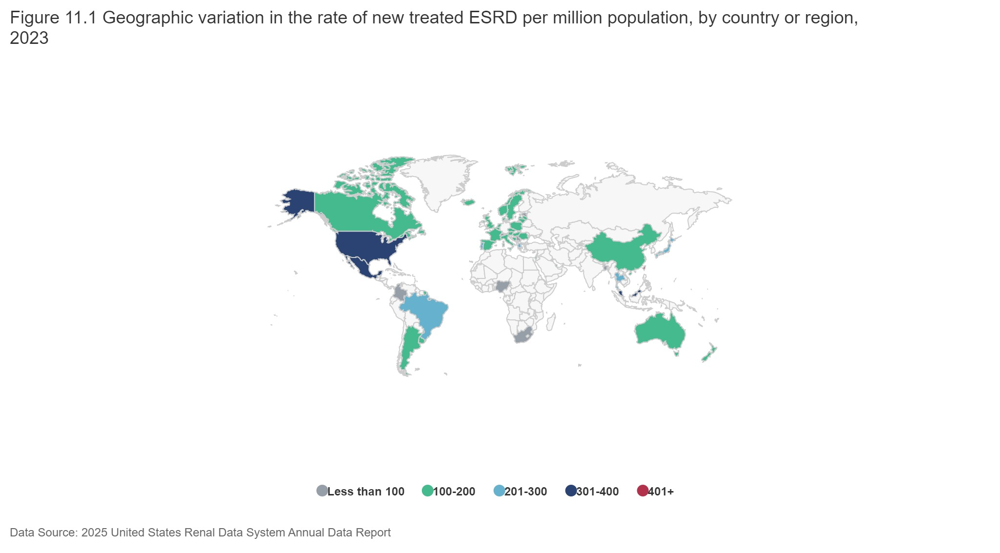 Figure 11.1 Geographic variation in the rate of new treated ESRD per million population, by country or region,
2023
Less than 100 100-200 201-300 301-400 401+
Data Source: 2025 United States Renal Data System Annual Data Report